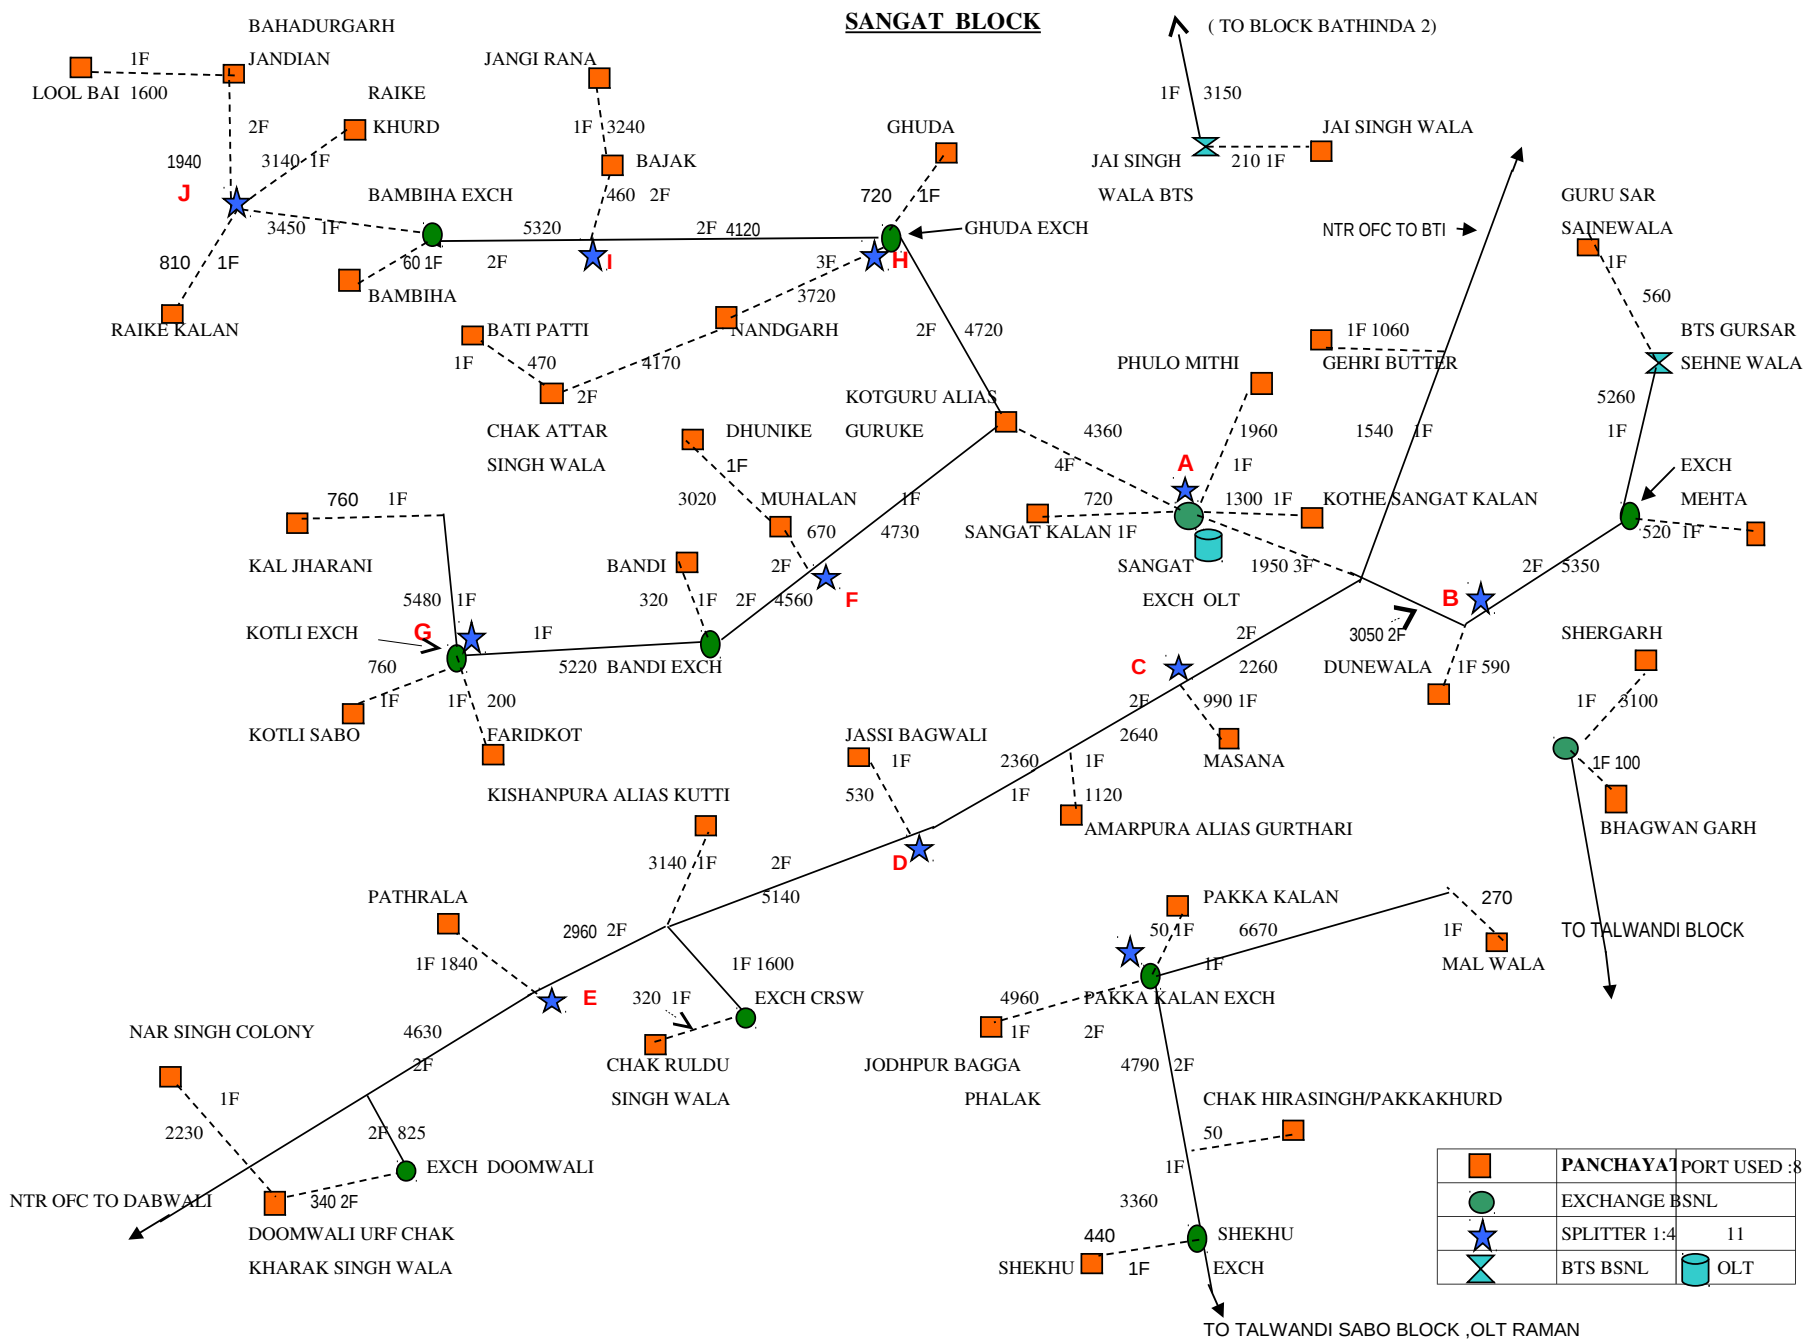 SANGAT BLOCK
( TO BLOCK BATHINDA 2)
BAHADURGARH
JANDIAN
1F
LOOL BAI 1600
JANGI RANA
RAIKE
KHURD
2F
1940
3140 1F
J
1F 3240
BAJAK
460 2F
GHUDA
720 1F
1F 3150
JAI SINGH WALA
210 1F
JAI SINGH
WALA BTS
GURU SAR
SAINEWALA
1F
560
BTS GURSAR
SEHNE WALA
BAMBIHA EXCH
3450 1F
5320
2F 4120
GHUDA EXCH
NTR OFC TO BTI
810 1F
60 1F
2F
I
3F
H
BAMBIHA
3720
RAIKE KALAN
BATI PATTI
NANDGARH
2F 4720
1F 470
4170
2F
1F 1060
GEHRI BUTTER
PHULO MITHI
CHAK ATTAR
SINGH WALA
DHUNIKE
1F
KOTGURU ALIAS
GURUKE
4360
4F
1960
1F
A
1540 1F
5260
1F
EXCH
MEHTA
760 1F
KAL JHARANI
3020
MUHALAN
670
1F
4730
720
SANGAT KALAN 1F
1300 1F
KOTHE SANGAT KALAN
520 1F
BANDI
2F
SANGAT
EXCH OLT
1950 3F
2F 5350
5480 1F
320 1F
2F 4560
F
B
KOTLI EXCH
G
1F
5220
BANDI EXCH
3050 2F
760
1F
1F 200
KOTLI SABO
FARIDKOT
2F
2260
C
DUNEWALA
1F 590
SHERGARH
1F 3100
2F
990 1F
2640
MASANA
JASSI BAGWALI
1F
530
2360
1F
1F
1120
AMARPURA ALIAS GURTHARI
1F 100
BHAGWAN GARH
KISHANPURA ALIAS KUTTI
3140 1F
2F
5140
D
PATHRALA
1F 1840
2960 2F
E
1F 1600
EXCH CRSW
320 1F
CHAK RULDU
SINGH WALA
PAKKA KALAN
50 1F
6670
1F
270
1F
MAL WALA
TO TALWANDI BLOCK
4960
1F
PAKKA KALAN EXCH
2F
JODHPUR BAGGA
PHALAK
4790 2F
NAR SINGH COLONY
1F
2230
4630
2F
2F 825
EXCH DOOMWALI
340 2F
NTR OFC TO DABWALI
DOOMWALI URF CHAK
KHARAK SINGH WALA
CHAK HIRASINGH/PAKKAKHURD
50
1F
3360
440
SHEKHU
1F
SHEKHU
EXCH
TO TALWANDI SABO BLOCK ,OLT RAMAN
PANCHAYAT PORT USED :8
EXCHANGE BSNL
SPLITTER 1:4 11
BTS BSNL OLT